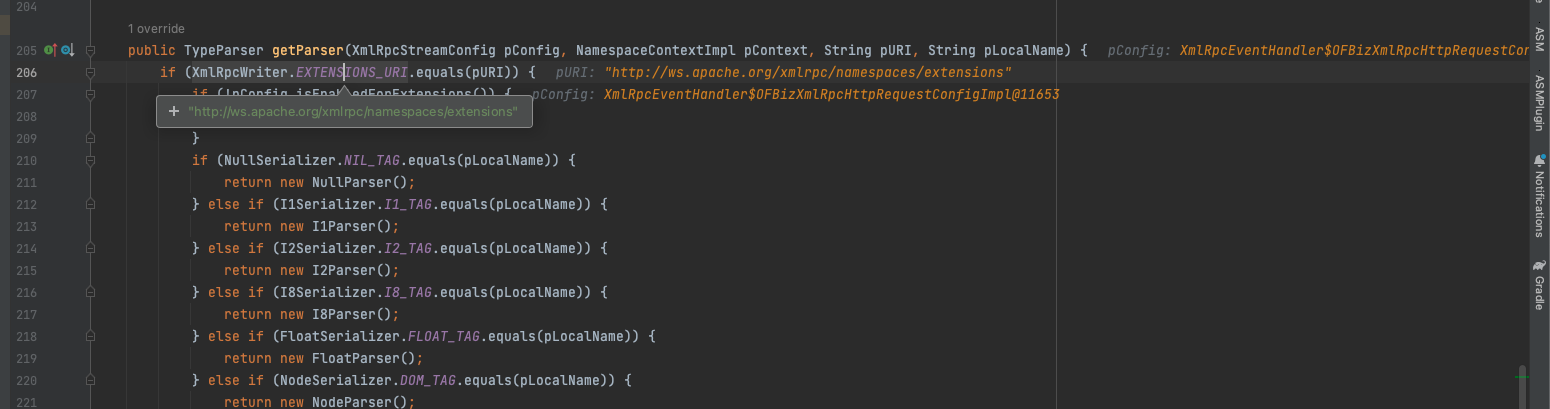 204
1 override
205 public TypeParser getParser(XmlRpcStreamConfig pConfig, NamespaceContextImpl pContext, String pURI, String pLocalName) { pConfig: XmlRpcEventHandler$OFBizXmlRpcHttpRequestCon
206 if (XmlRpcWriter.EXTENSIONS_URI.equals(pURI)) { pURI: "http://ws.apache.org/xmlrpc/namespaces/extensions"
207 if (!pConfig.isEnabledForExtensions()) { pConfig: XmlRpcEventHandler$OFBizXmlRpcHttpRequestConfigImpl@11653
+ "http://ws.apache.org/xmlrpc/namespaces/extensions"
208
209 }
210 if (NullSerializer.NIL_TAG.equals(pLocalName)) {
211 return new NullParser();
212 } else if (I1Serializer.I1_TAG.equals(pLocalName)) {
213 return new I1Parser();
214 } else if (I2Serializer.I2_TAG.equals(pLocalName)) {
215 return new I2Parser();
216 } else if (I8Serializer.I8_TAG.equals(pLocalName)) {
217 return new I8Parser();
218 } else if (FloatSerializer.FLOAT_TAG.equals(pLocalName)) {
219 return new FloatParser();
220 } else if (NodeSerializer.DOM_TAG.equals(pLocalName)) {
221 return new NodeParser();
ASM
ASMPlugin
Notifications
Gradle